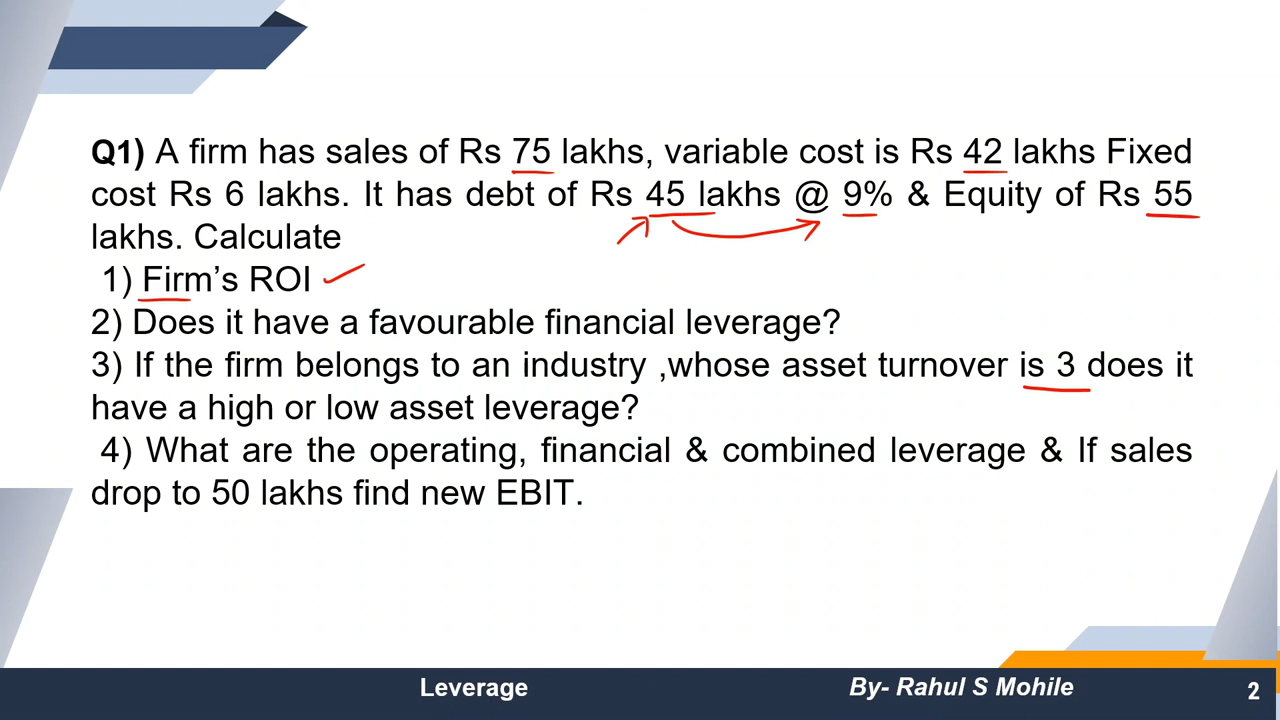 Q1) A firm has sales of Rs 75 lakhs, variable cost is Rs 42 lakhs Fixed
cost Rs 6 lakhs. It has debt of Rs 45 lakhs @ 9% & Equity of Rs 55
lakhs. Calculate
1) Firm’s ROI
2) Does it have a favourable financial leverage?
3) If the firm belongs to an industry ,whose asset turnover is 3 does it
have a high or low asset leverage?
4) What are the operating, financial & combined leverage & If sales
drop to 50 lakhs find new EBIT.
Leverage
By- Rahul S Mohile
2